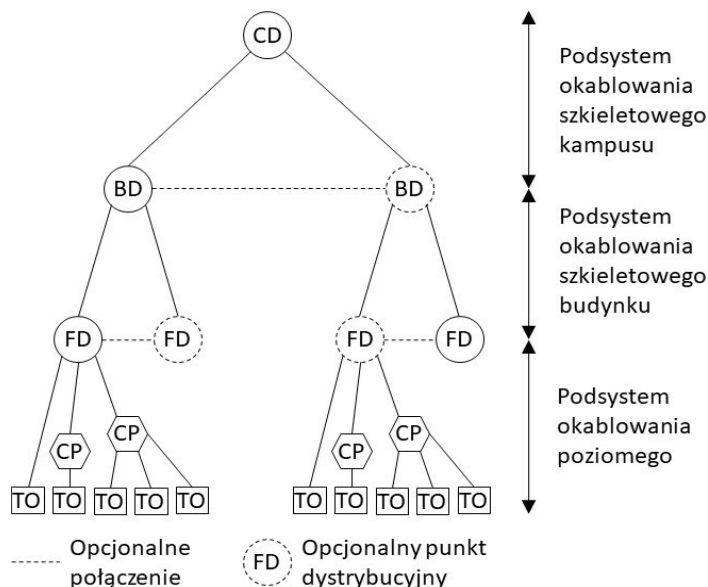 CD
Podsystem
okablowania
szkieletowego
kampusu
BD
BD
Podsystem
okablowania
szkieletowego
budynku
FD
FD
FD
FD
Podsystem
okablowania
poziomego
CP
CP
CP
CP
TO TO TO TO TO
TO TO TO TO TO
Opcjonalne
połączenie
FD
Opcjonalny punkt
dystrybucyjny